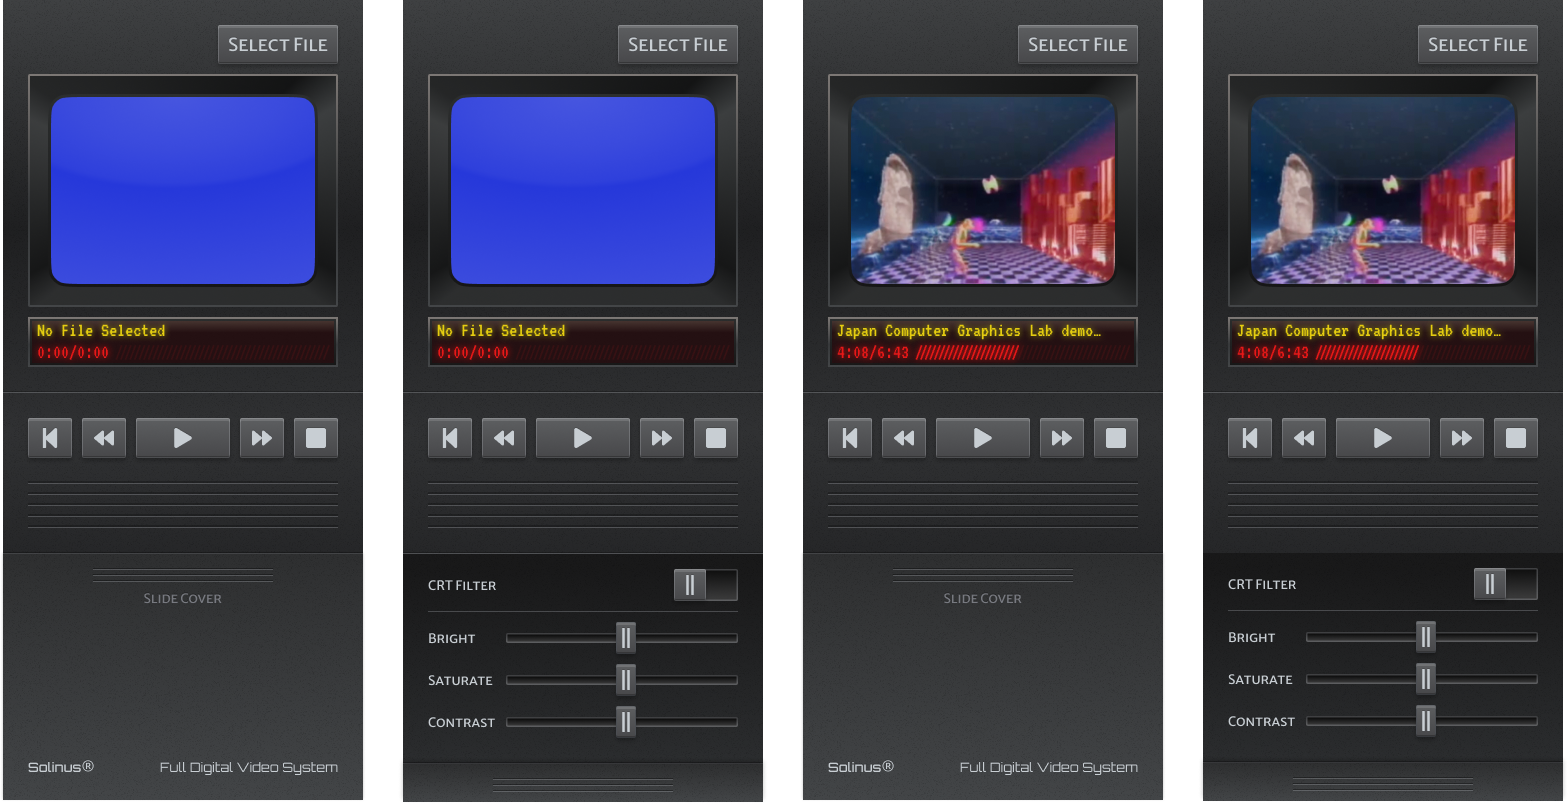 Select File
No File Selected
0:00/0:00
Slide Cover
Solinus® Full Digital Video System
Select File
No File Selected
0:00/0:00
CRT Filter
Bright
Saturate
Contrast
Select File
Japan Computer Graphics Lab demo…
4:08/6:43
Slide Cover
Solinus® Full Digital Video System
Select File
Japan Computer Graphics Lab demo…
4:08/6:43
CRT Filter
Bright
Saturate
Contrast